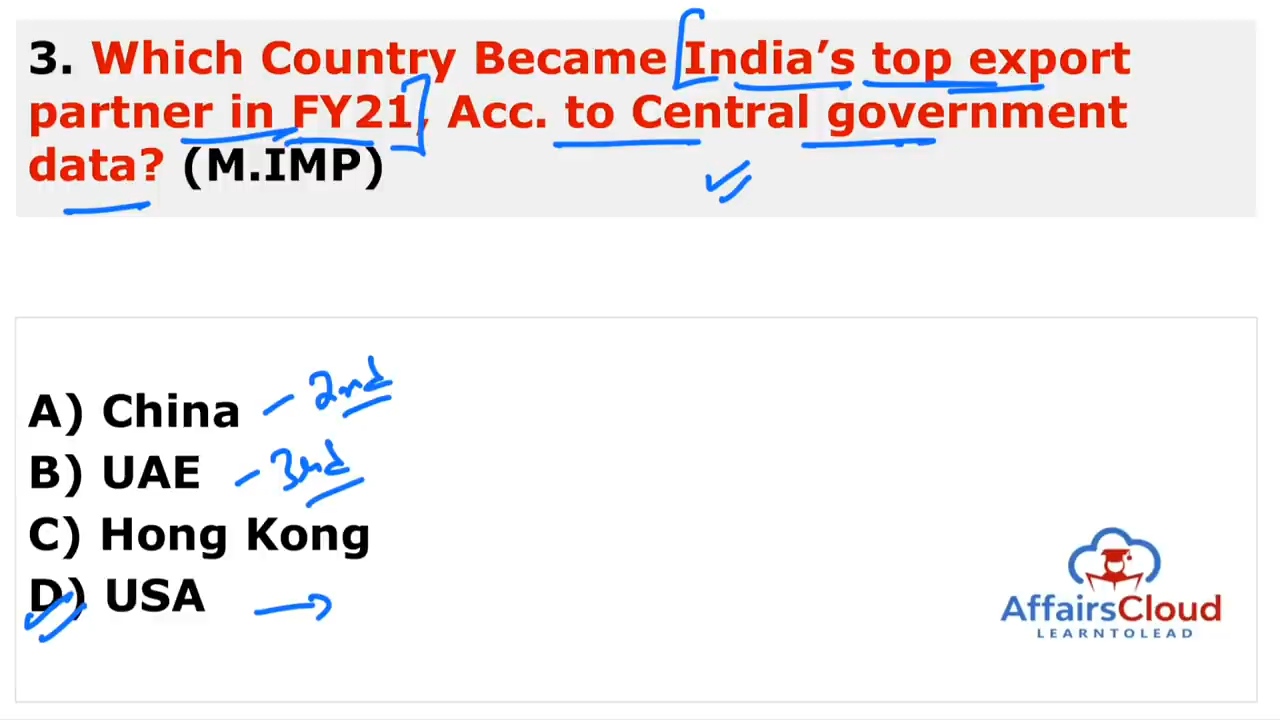 3. Which Country Became India’s top export
partner in FY21, Acc. to Central government
data? (M.IMP)
A) China - 2nd
B) UAE - 3rd
C) Hong Kong
D) USA
AffairsCloud
LEARNTOLEAD